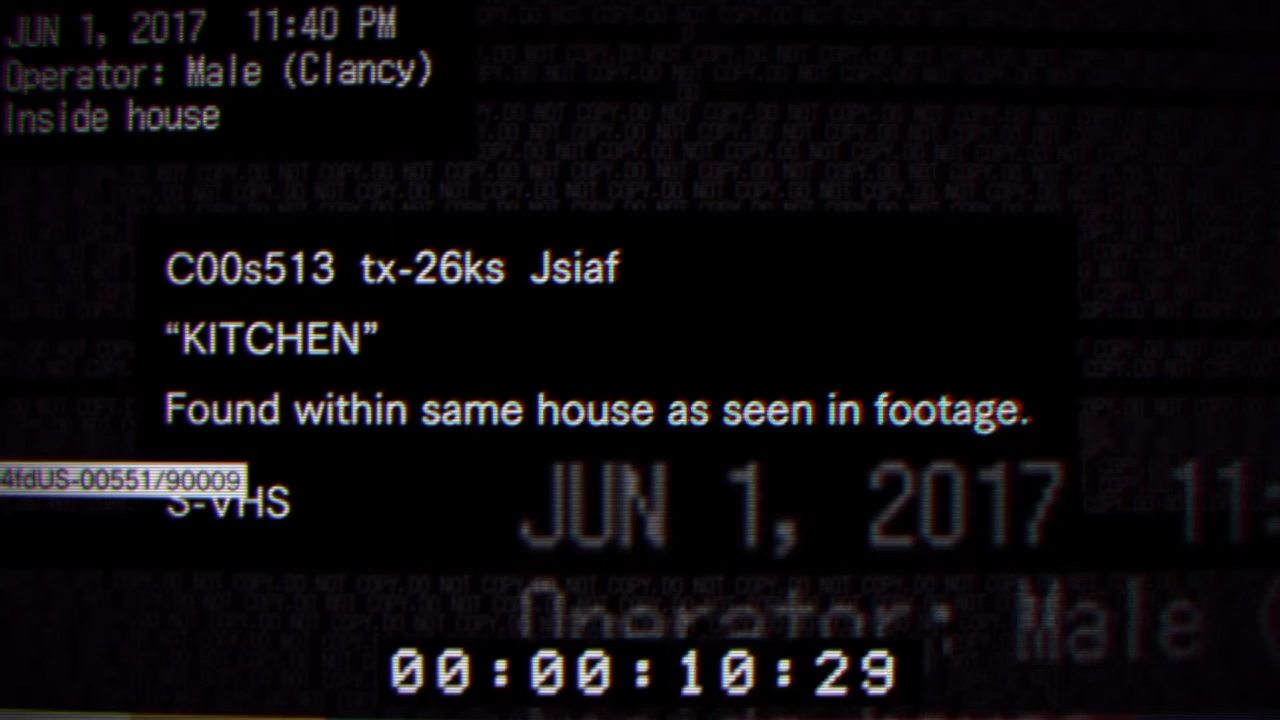 JUN 1, 2017  11:40 PM
Operator: Male (Clancy)
Inside house
C00s513  tx-26ks  Jsiaf
“KITCHEN”
Found within same house as seen in footage.
4fdUS-00551/90009
S-VHS
JUN 1, 2017  11:
Operator: Male (
00:00:10:29